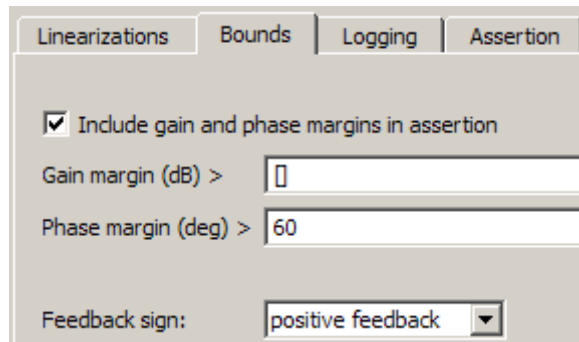 Linearizations Bounds Logging Assertion
Include gain and phase margins in assertion
Gain margin (dB) > []
Phase margin (deg) > 60
Feedback sign: positive feedback